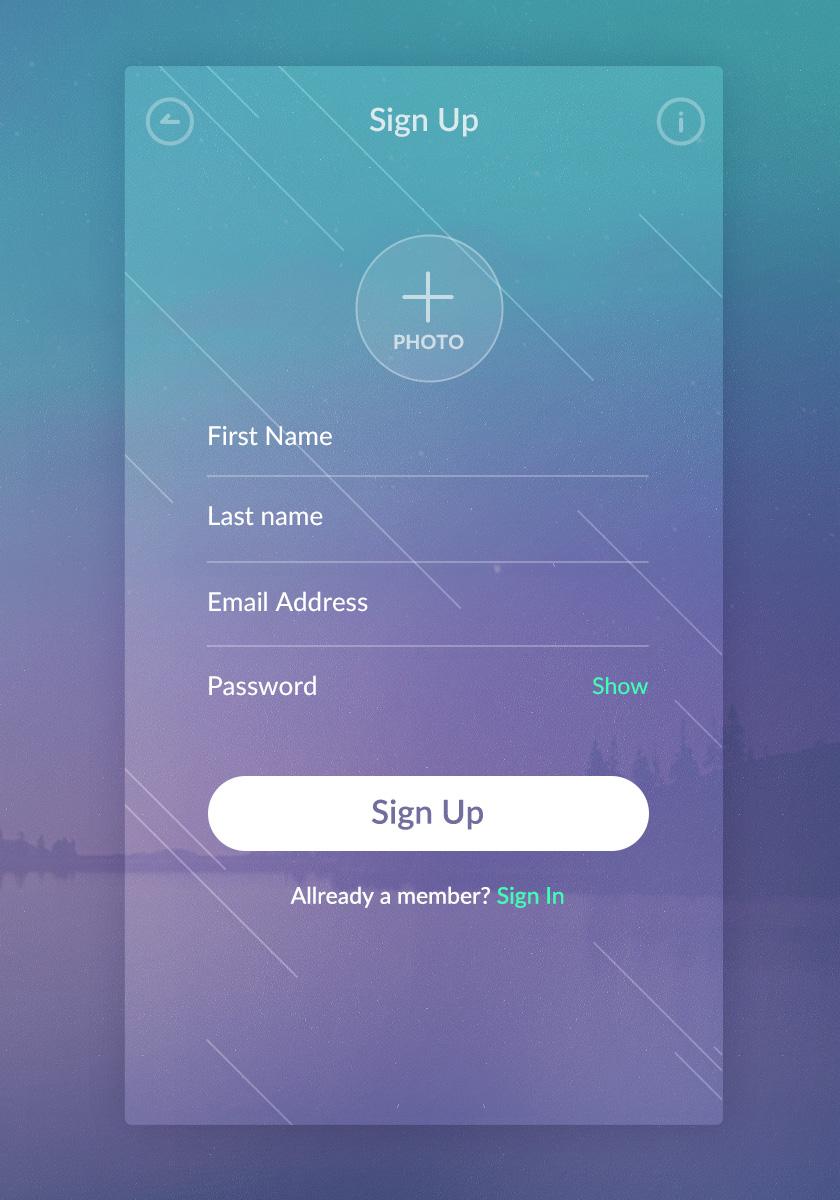 Sign Up
PHOTO
First Name
Last name
Email Address
Password Show
Sign Up
Allready a member? Sign In